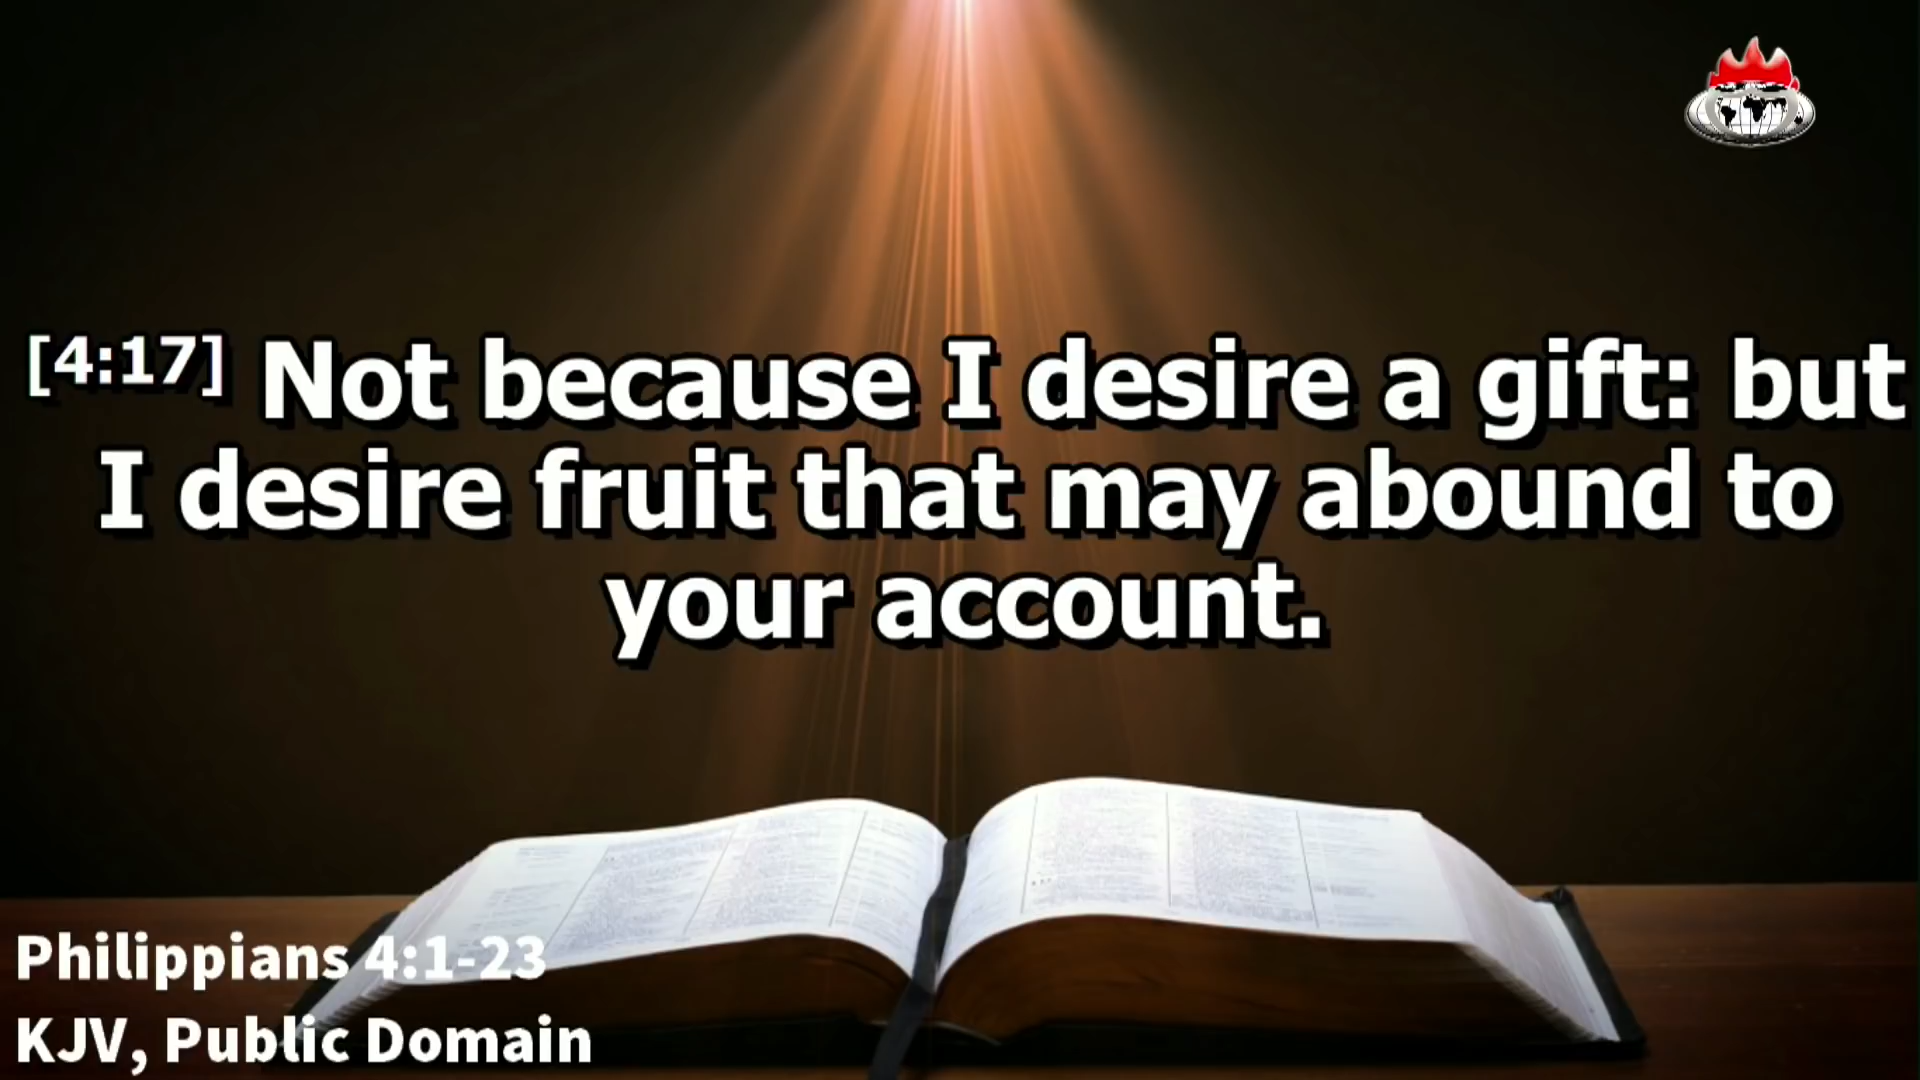 [4:17] Not because I desire a gift: but
I desire fruit that may abound to
your account.
Philippians 4:1-23
KJV, Public Domain